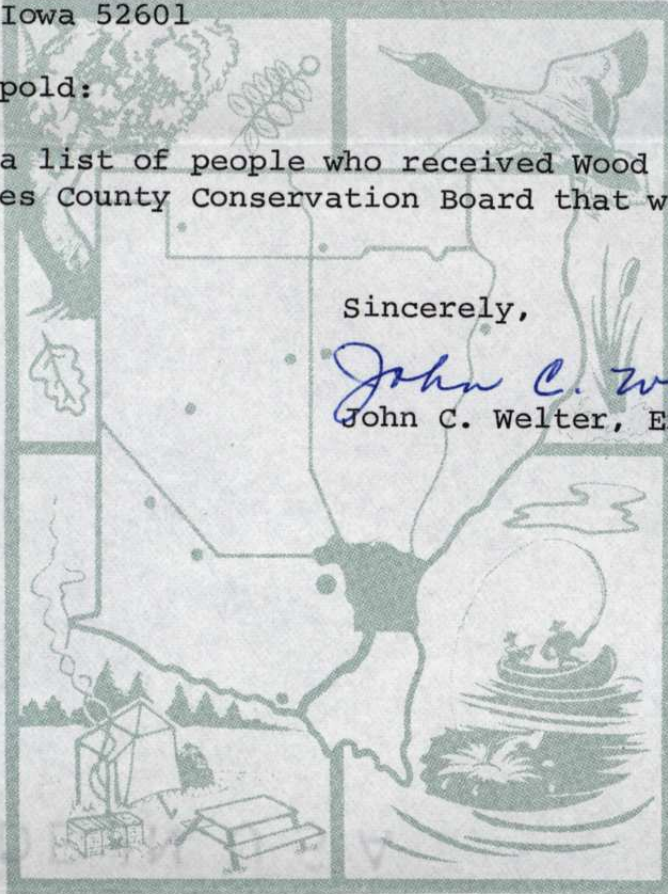 Iowa 52601
pold:
a list of people who received Wood
es County Conservation Board that w
Sincerely,
John C. W
John C. Welter, E